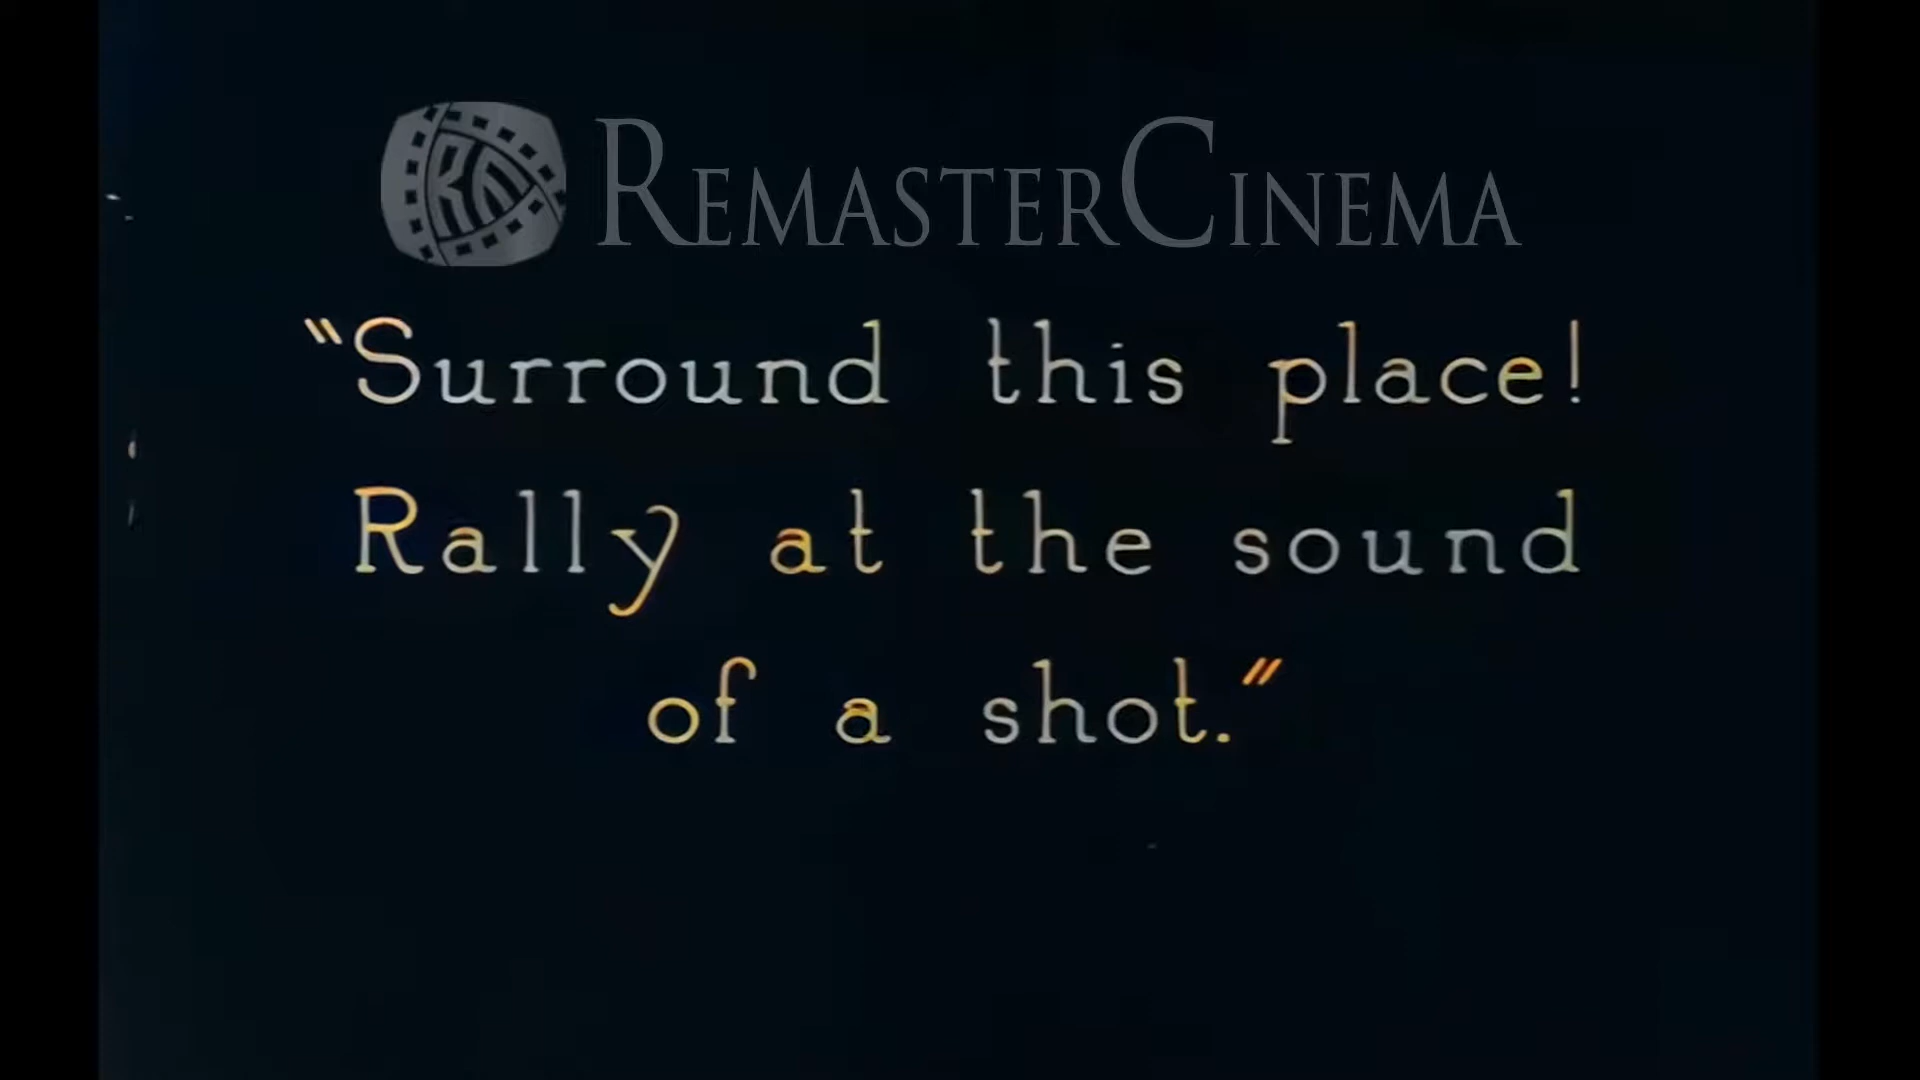 REMASTERCINEMA
“Surround this place!
Rally at the sound
of a shot.”